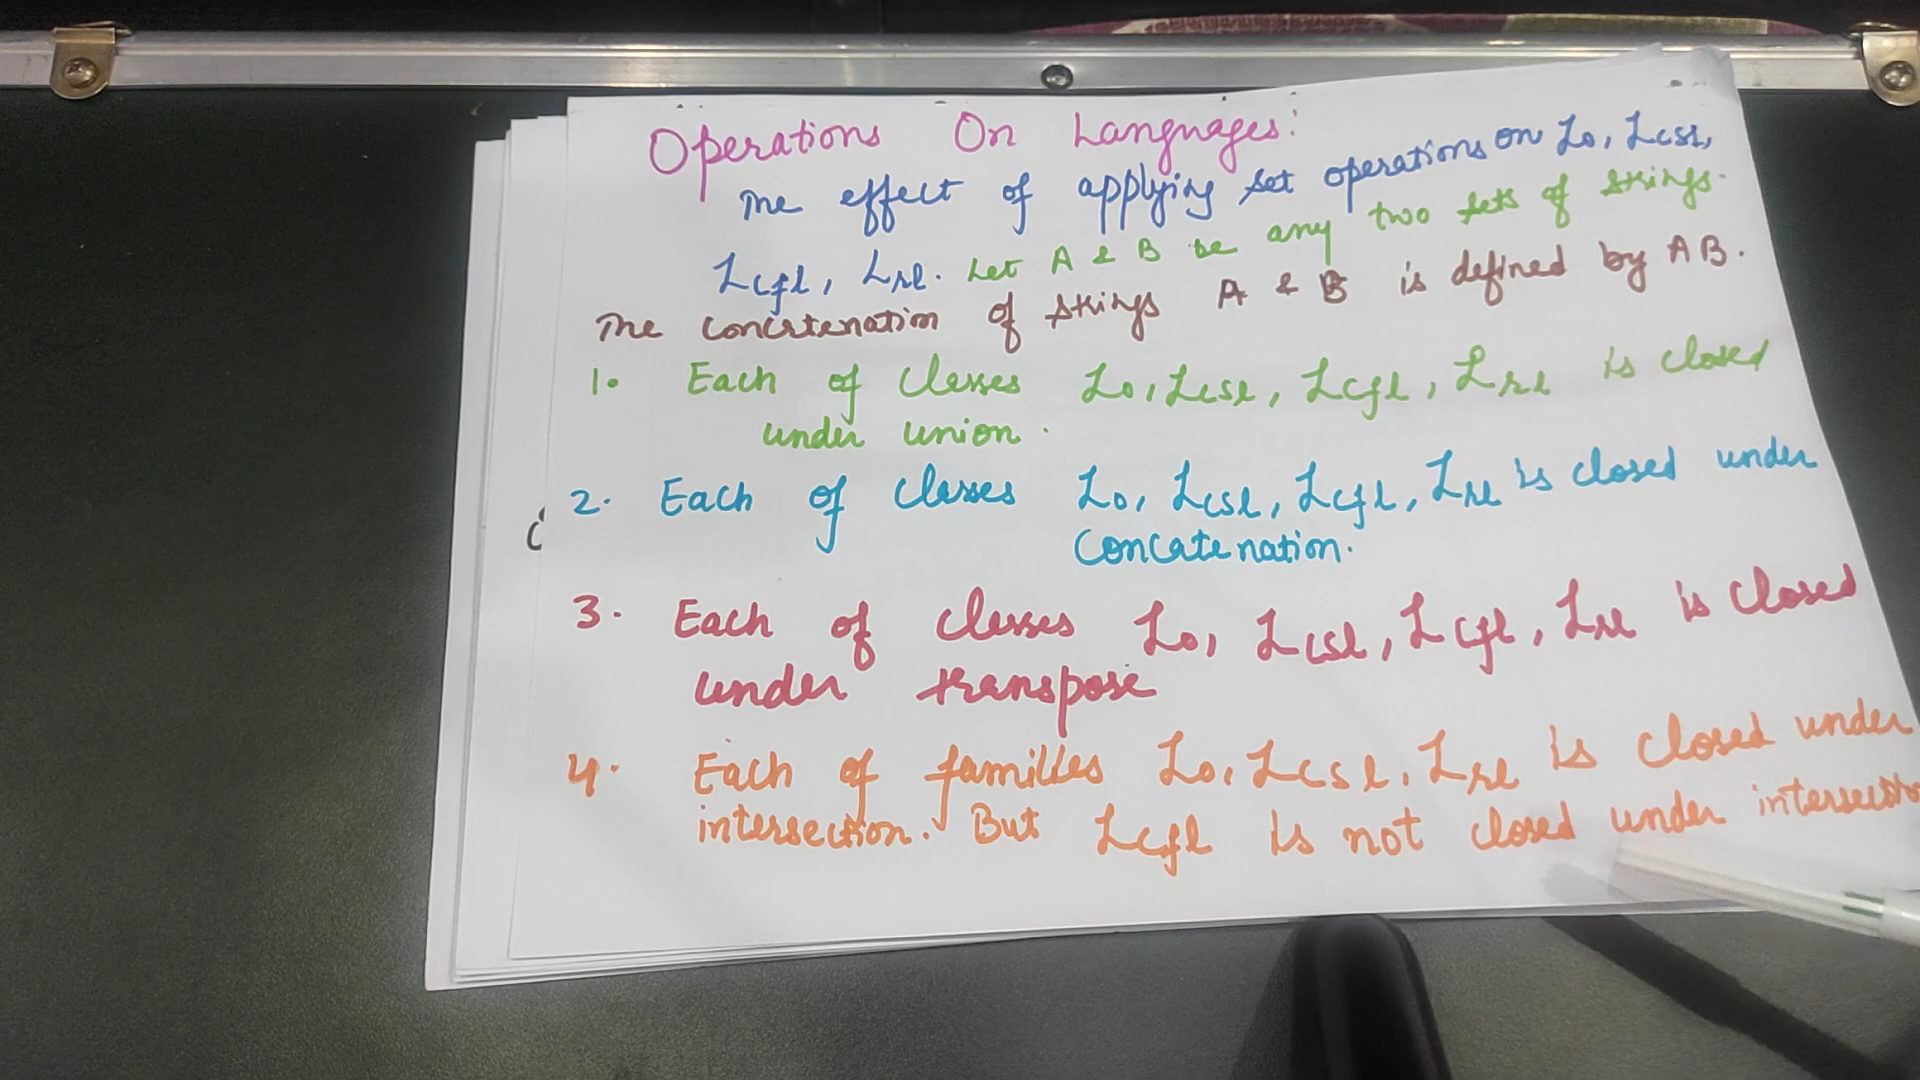 Operations On Languages:
The effect of applying set operations on L0, Lcsl,
Lcfl, Lrl. Let A & B be any two sets of strings.
The concatenation of strings A & B is defined by AB.
1. Each of classes L0, Lcsl, Lcfl, Lrl is closed
under union.
2. Each of classes L0, Lcsl, Lcfl, Lrl is closed under
concatenation.
3. Each of classes L0, Lcsl, Lcfl, Lrl is closed
under transpose
4. Each of families L0, Lcsl, Lrl is closed under
intersection. But Lcfl is not closed under intersection